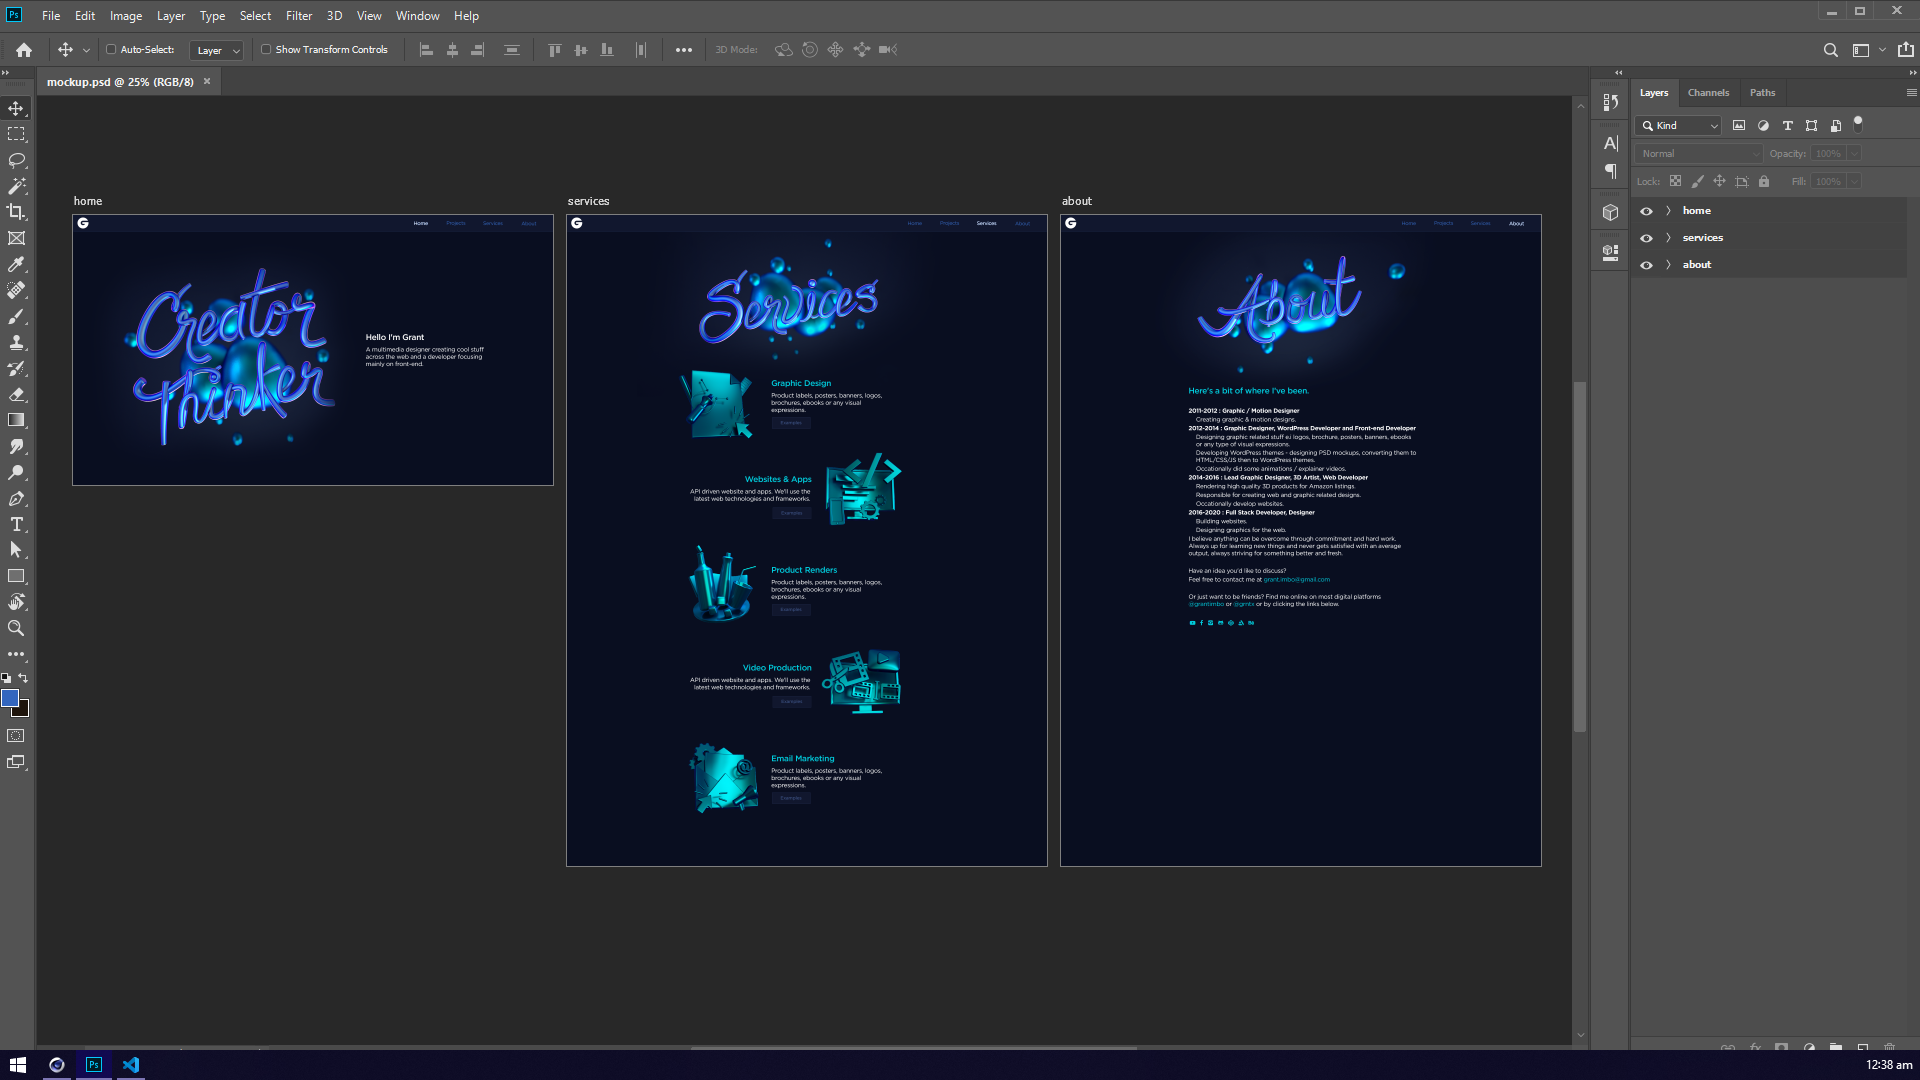 File Edit Image Layer Type Select Filter 3D View Window Help
Auto-Select: Layer Show Transform Controls 3D Mode:
mockup.psd @ 25% (RGB/8)
home
Home Projects Services About
Creator
Thinker
Hello I'm Grant
A multimedia designer creating cool stuff
across the web and a developer focusing
mainly on front-end.
services
Home Projects Services About
Services
Graphic Design
Product labels, posters, banners, logos,
brochures, ebooks or any visual
expressions.
Examples
Websites & Apps
API driven website and apps. We'll use the
latest web technologies and frameworks.
Examples
Product Renders
Product labels, posters, banners, logos,
brochures, ebooks or any visual
expressions.
Examples
Video Production
API driven website and apps. We'll use the
latest web technologies and frameworks.
Examples
Email Marketing
Product labels, posters, banners, logos,
brochures, ebooks or any visual
expressions.
Examples
about
Home Projects Services About
About
Here's a bit of where I've been.
2011-2012 : Graphic / Motion Designer
Creating graphic & motion designs.
2012-2014 : Graphic Designer, WordPress Developer and Front-end Developer
Designing graphic related stuff e.i logos, brochure, posters, banners, ebooks
or any type of visual expressions.
Developing WordPress themes - designing PSD mockups, converting them to
HTML/CSS/JS then to WordPress themes.
Occationally did some animations / explainer videos.
2014-2016 : Lead Graphic Designer, 3D Artist, Web Developer
Rendering high quality 3D products for Amazon listings.
Responsible for creating web and graphic related designs.
Occationally develop websites.
2016-2020 : Full Stack Developer, Designer
Building websites.
Designing graphics for the web.
I believe anything can be overcome through commitment and hard work.
Always up for learning new things and never gets satisfied with an average
output, always striving for something better and fresh.
Have an idea you'd like to discuss?
Feel free to contact me at grant.imbo@gmail.com
Or just want to be friends? Find me online on most digital platforms
@grantimbo or @gmtx or by clicking the links below.
Layers Channels Paths
Kind
Normal Opacity: 100%
Lock: Fill: 100%
home
services
about
12:38 am